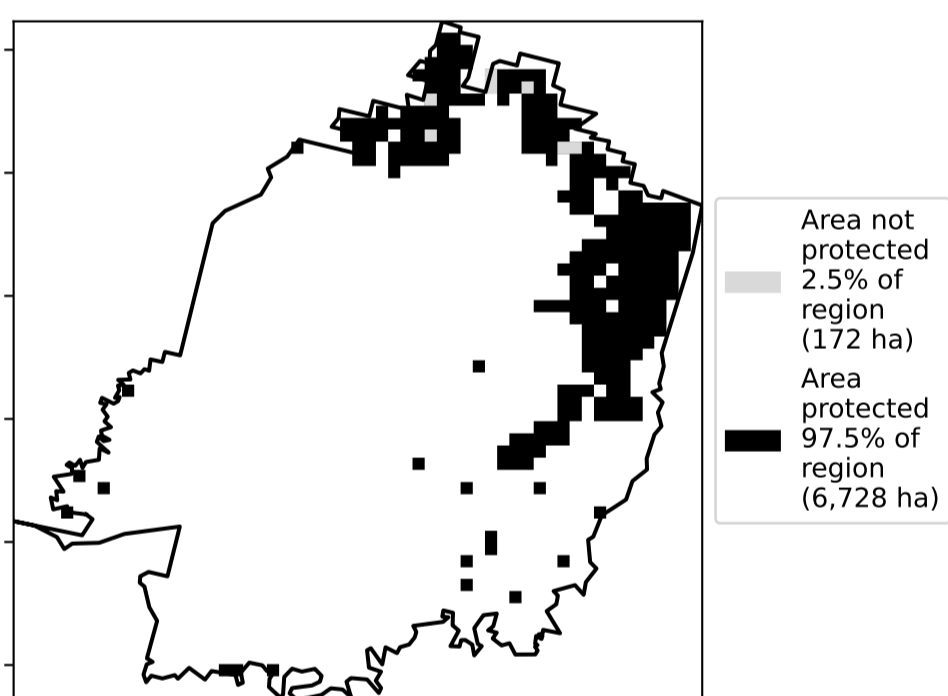 Area not
protected
2.5% of
region
(172 ha)
Area
protected
97.5% of
region
(6,728 ha)